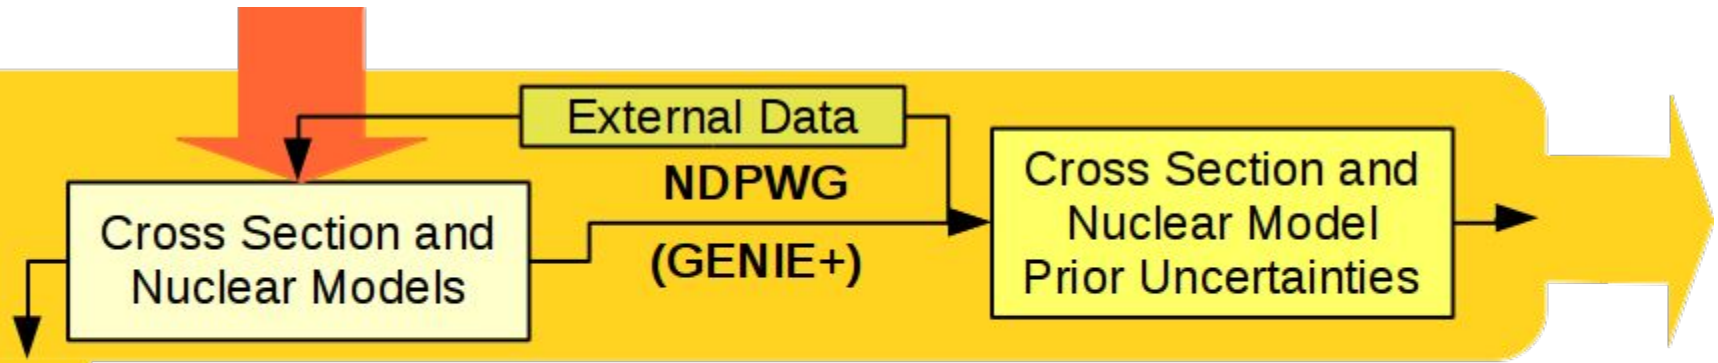 External Data
NDPWG
(GENIE+)
Cross Section and
Nuclear Models
Cross Section and
Nuclear Model
Prior Uncertainties